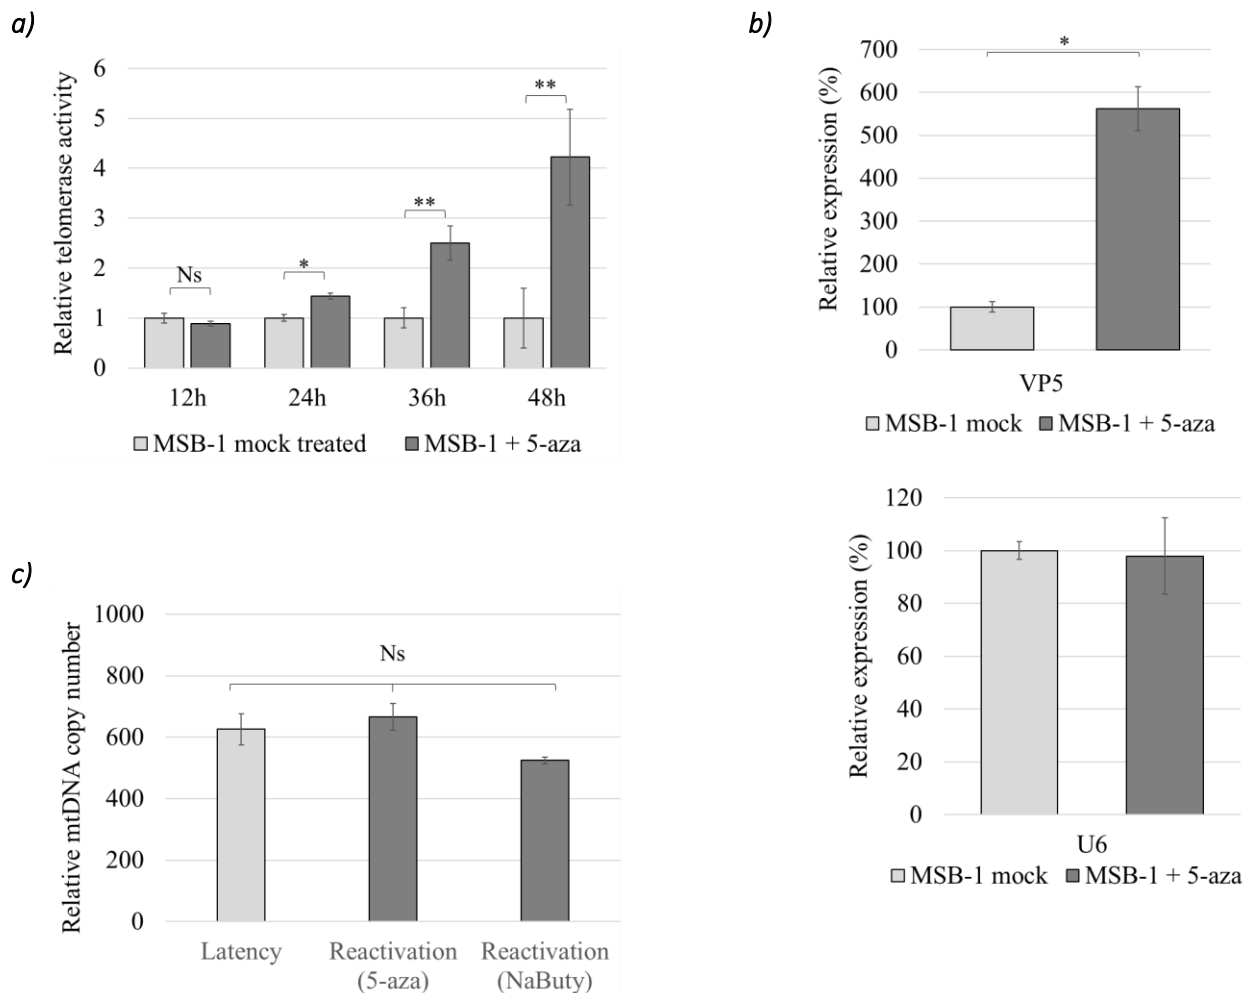 a)
Relative telomerase activity
6
5
4
3
2
1
0
Ns
*
**
**
12h 24h 36h 48h
MSB-1 mock treated MSB-1 + 5-aza
b)
Relative expression (%)
700
600
500
400
300
200
100
0
*
VP5
MSB-1 mock MSB-1 + 5-aza
Relative expression (%)
120
100
80
60
40
20
0
U6
MSB-1 mock MSB-1 + 5-aza
c)
Relative mtDNA copy number
1000
800
600
400
200
0
Ns
Latency Reactivation Reactivation
(5-aza) (NaButy)